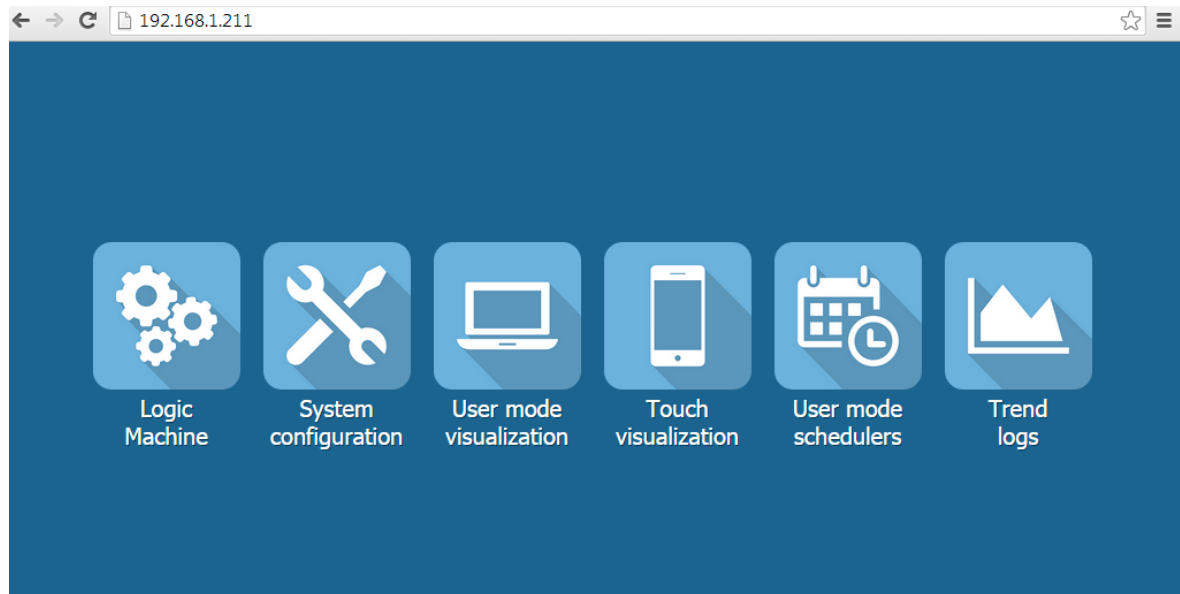 192.168.1.211
Logic
Machine
System
configuration
User mode
visualization
Touch
visualization
User mode
schedulers
Trend
logs